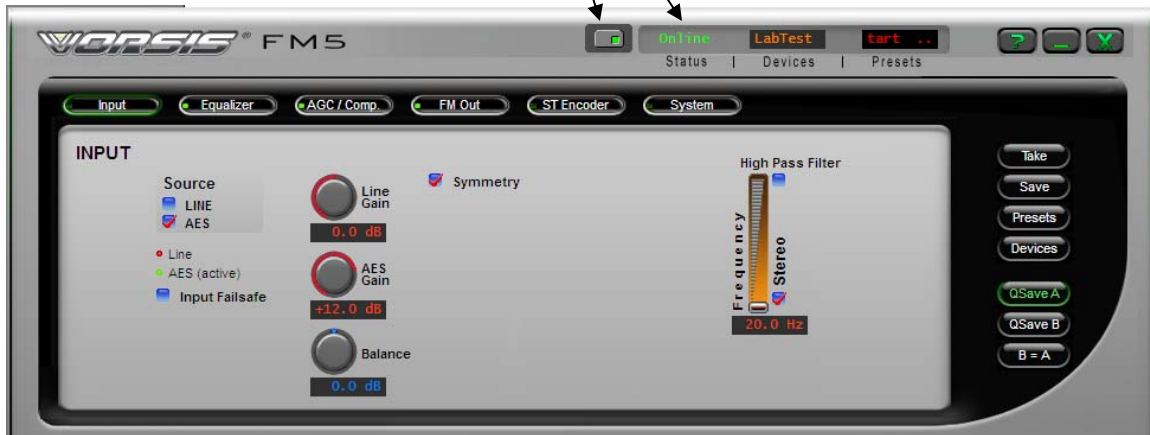 VORSIS® FM5
Online LabTest tart ..
Status | Devices | Presets
?
X
Input Equalizer AGC / Comp. FM Out ST Encoder System
INPUT
Source
LINE
AES
Line
AES (active)
Input Failsafe
Line
Gain
0.0 dB
AES
Gain
+12.0 dB
Balance
0.0 dB
Symmetry
High Pass Filter
Frequency
Stereo
20.0 Hz
Take
Save
Presets
Devices
QSave A
QSave B
B = A